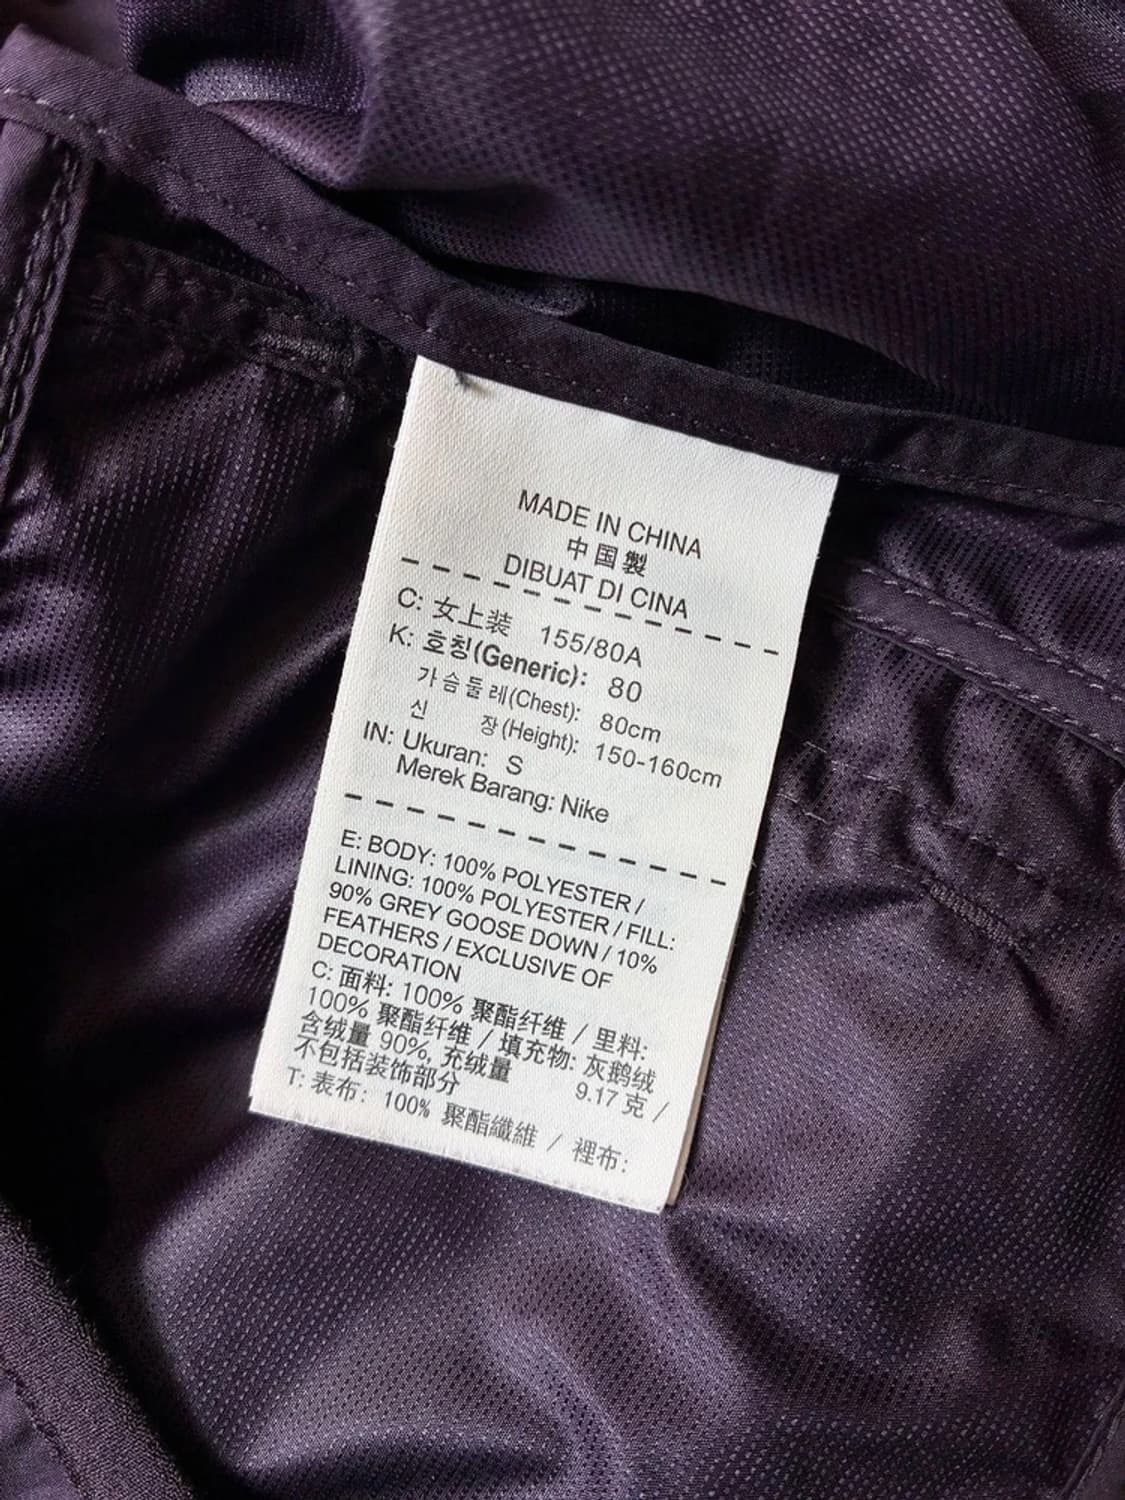 MADE IN CHINA
中国製
DIBUAT DI CINA
C: 女上装 155/80A
K: 호칭(Generic): 80
가슴둘레(Chest): 80cm
신 장(Height): 150-160cm
IN: Ukuran: S
Merek Barang: Nike
E: BODY: 100% POLYESTER /
LINING: 100% POLYESTER / FILL:
90% GREY GOOSE DOWN / 10%
FEATHERS / EXCLUSIVE OF
DECORATION
C: 面料: 100% 聚酯纤维 / 里料:
100% 聚酯纤维 / 填充物: 灰鹅绒
含绒量 90%, 充绒量 9.17 克 /
不包括装饰部分
T: 表布: 100% 聚酯纖維 / 裡布: